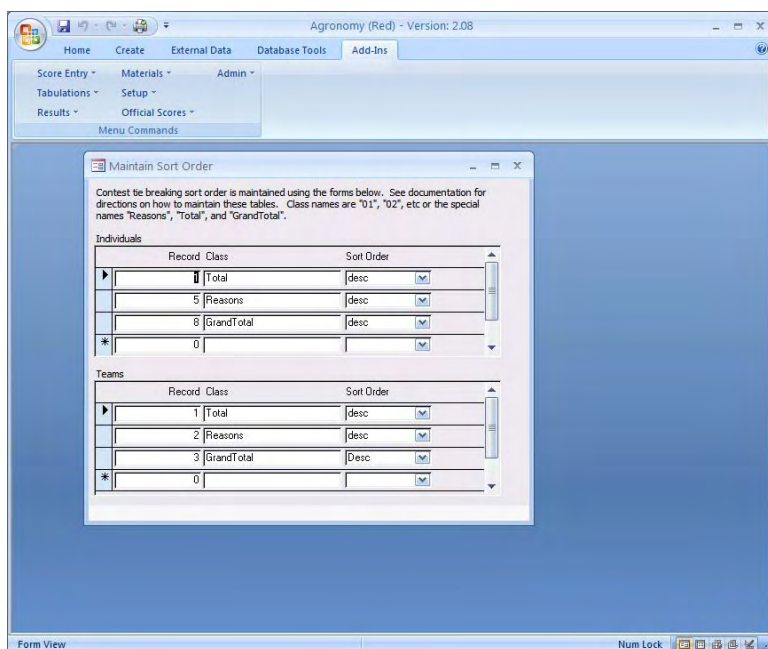 Agronomy (Red) - Version: 2.08
Home Create External Data Database Tools Add-Ins
Score Entry Materials Admin
Tabulations Setup
Results Official Scores
Menu Commands
Maintain Sort Order
Contest tie breaking sort order is maintained using the forms below. See documentation for
directions on how to maintain these tables. Class names are "01", "02", etc or the special
names "Reasons", "Total", and "GrandTotal".
Individuals
Record Class Sort Order
1 Total desc
5 Reasons desc
8 GrandTotal desc
* 0
Teams
Record Class Sort Order
1 Total desc
2 Reasons desc
3 GrandTotal Desc
* 0
Form View Num Lock